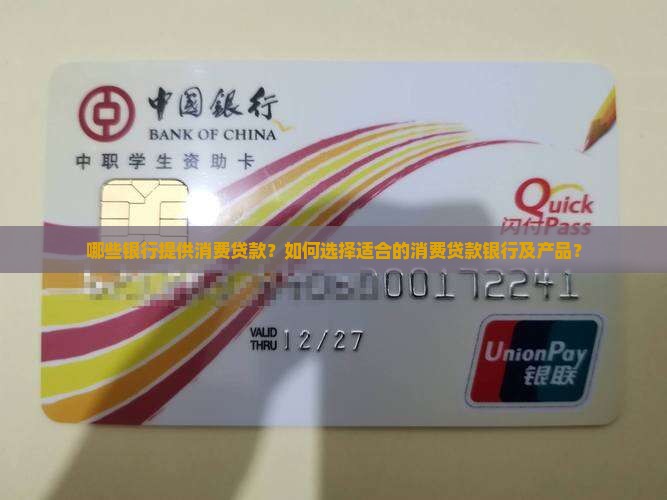 中国銀行
BANK OF CHINA
中职学生资助卡
Quick
闪付Pass
哪些银行提供消费贷款？如何选择适合的消费贷款银行及产品？
00172241
VALID
THRU 12/27
UnionPay
银联